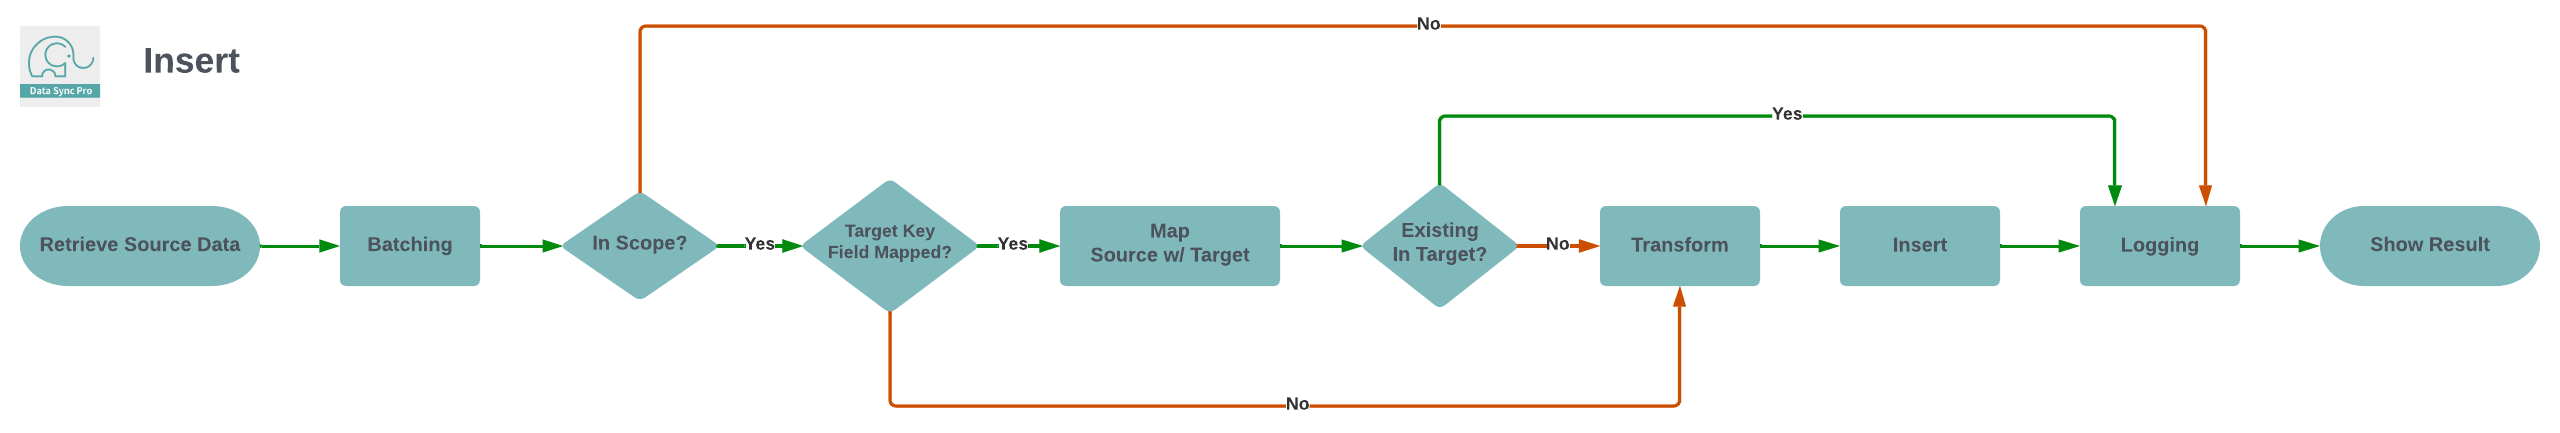 Data Sync Pro
Insert
No
Yes
Retrieve Source Data
Batching
In Scope?
Yes
Target Key
Field Mapped?
Yes
Map
Source w/ Target
Existing
In Target?
No
Transform
Insert
Logging
Show Result
No